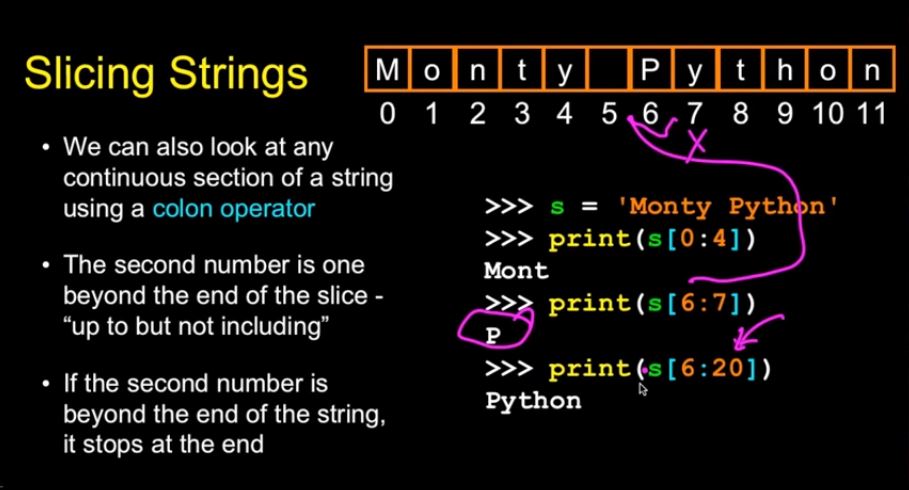 Slicing Strings
M o n t y P y t h o n
0 1 2 3 4 5 6 7 8 9 10 11
• We can also look at any
continuous section of a string
using a colon operator
• The second number is one
beyond the end of the slice -
“up to but not including”
• If the second number is
beyond the end of the string,
it stops at the end
>>> s = 'Monty Python'
>>> print(s[0:4])
Mont
>>> print(s[6:7])
P
>>> print(s[6:20])
Python